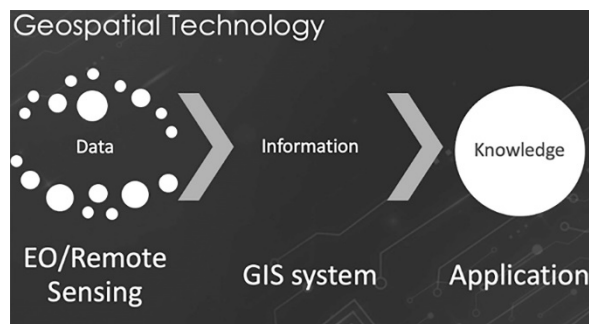 Geospatial Technology
Data
Information
Knowledge
EO/Remote
Sensing
GIS system
Application